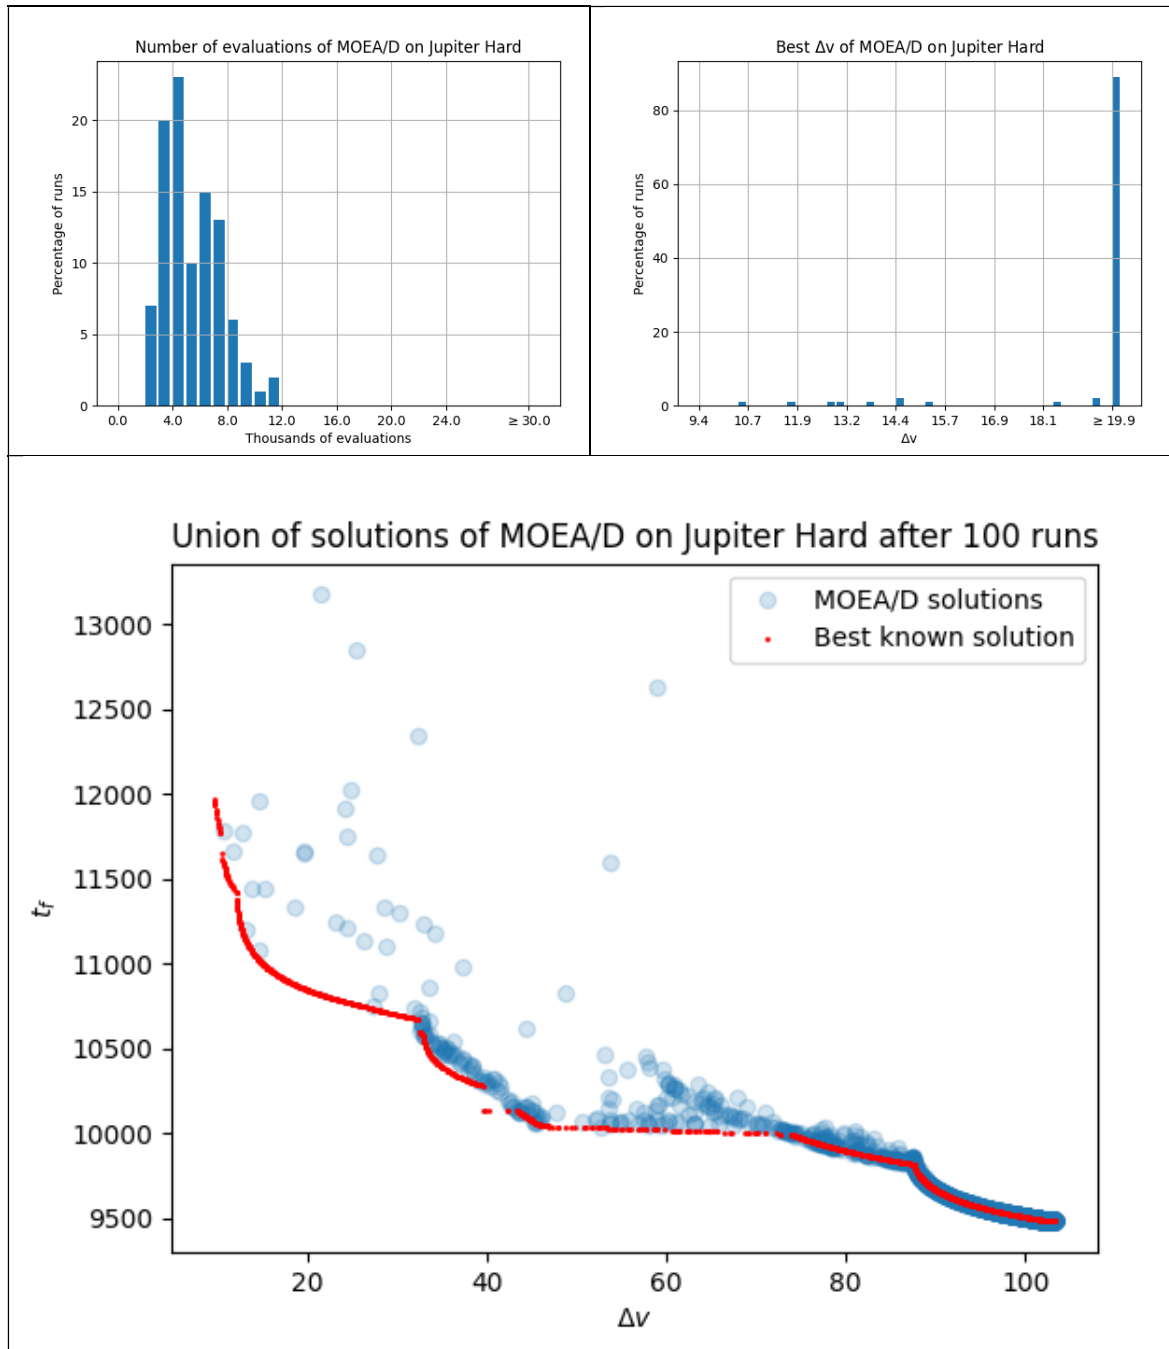 Number of evaluations of MOEA/D on Jupiter Hard
Percentage of runs
20
15
10
5
0
0.0 4.0 8.0 12.0 16.0 20.0 24.0 ≥ 30.0
Thousands of evaluations
Best Δv of MOEA/D on Jupiter Hard
Percentage of runs
80
60
40
20
0
9.4 10.7 11.9 13.2 14.4 15.7 16.9 18.1 ≥ 19.9
Δv
Union of solutions of MOEA/D on Jupiter Hard after 100 runs
MOEA/D solutions
Best known solution
t_f
13000
12500
12000
11500
11000
10500
10000
9500
20 40 60 80 100
Δv